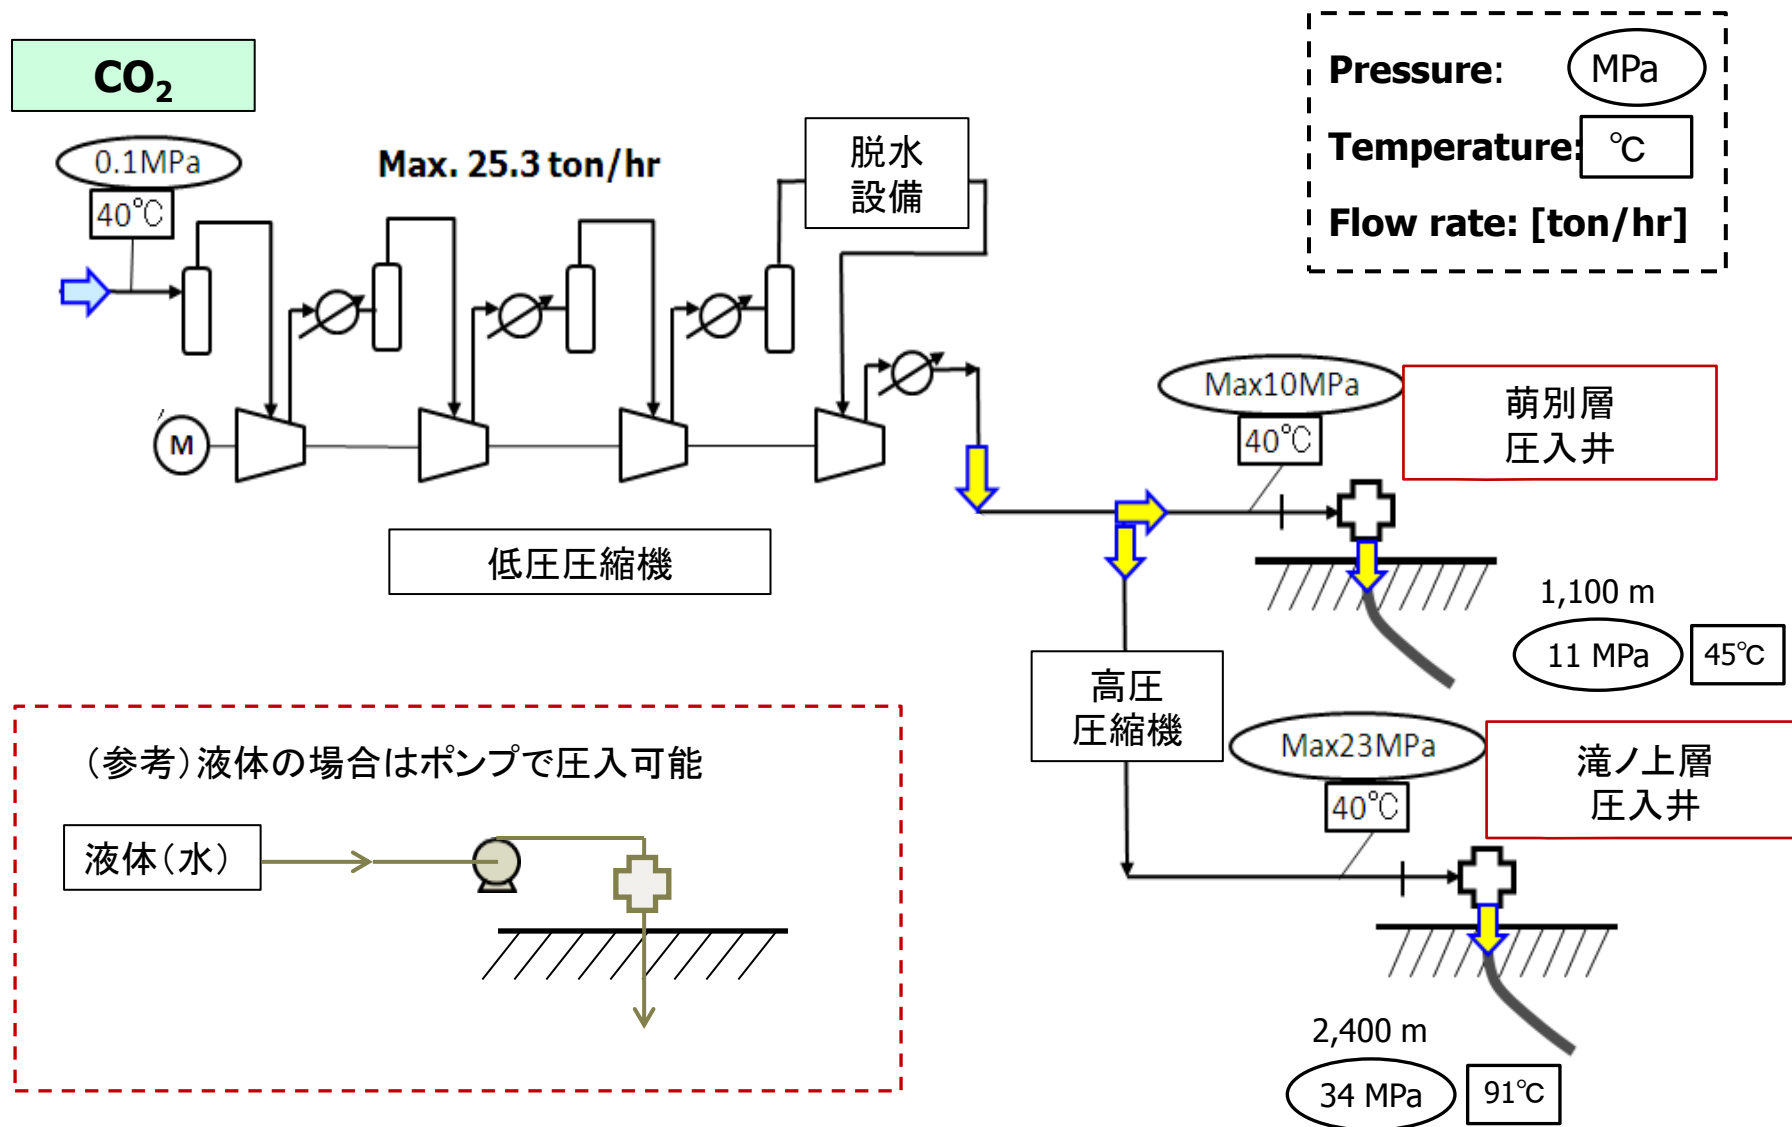 CO₂
0.1MPa
40℃
Max. 25.3 ton/hr
脱水
設備
Pressure:
MPa
Temperature:
℃
Flow rate: [ton/hr]
M
低圧圧縮機
Max10MPa
40℃
萌別層
圧入井
1,100 m
11 MPa
45℃
高圧
圧縮機
Max23MPa
40℃
滝ノ上層
圧入井
2,400 m
34 MPa
91℃
（参考）液体の場合はポンプで圧入可能
液体（水）